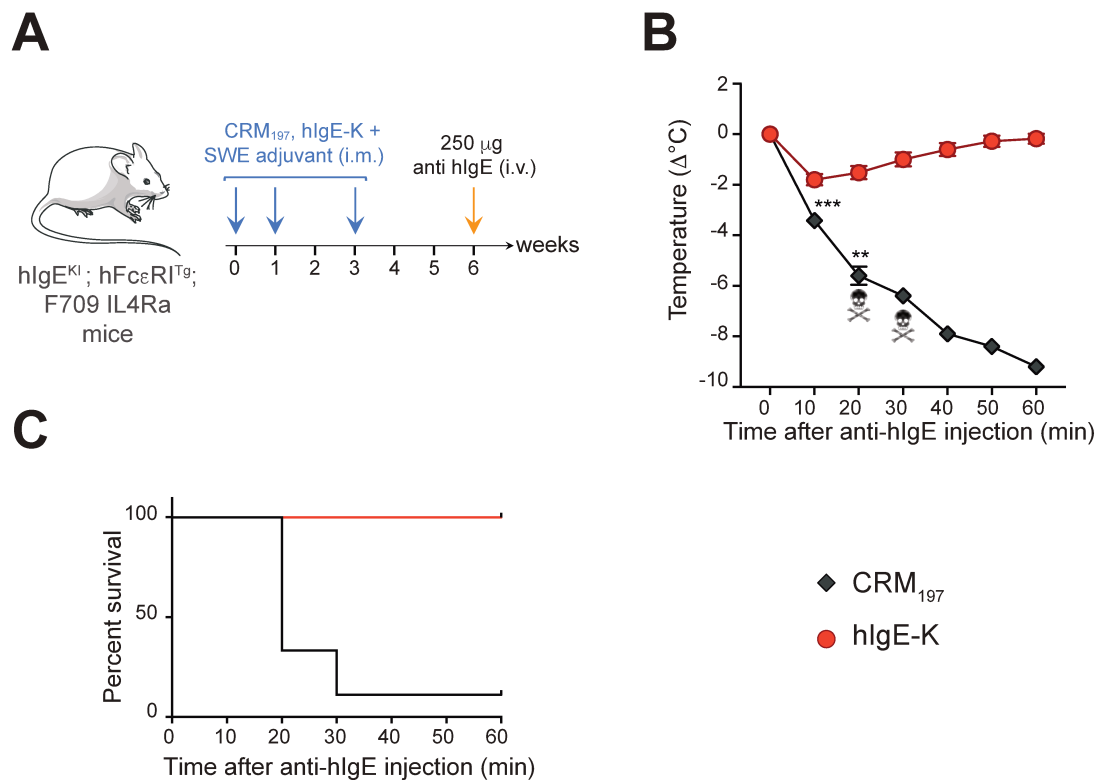 A
CRM₁₉₇, hIgE-K +
SWE adjuvant (i.m.)
250 μg
anti hIgE (i.v.)
weeks
0 1 2 3 4 5 6
hIgEᴷᴵ ; hFcεRIᵀᵍ;
F709 IL4Ra
mice
B
Temperature (Δ°C)
2
0
-2
-4
-6
-8
-10
***
**
0 10 20 30 40 50 60
Time after anti-hIgE injection (min)
C
Percent survival
100
50
0
0 10 20 30 40 50 60
Time after anti-hIgE injection (min)
CRM₁₉₇
hIgE-K